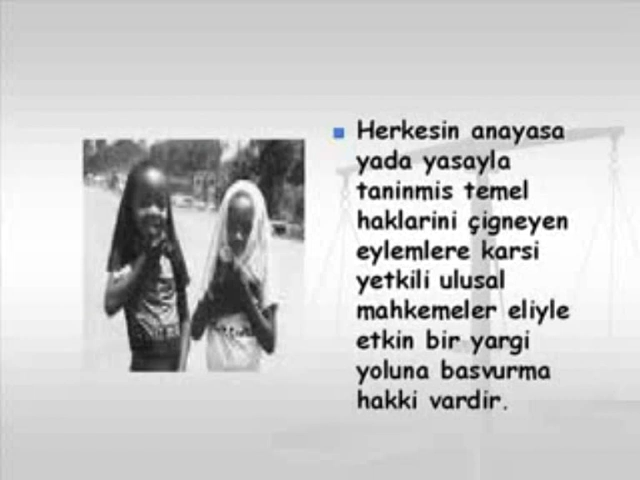 Herkesin anayasa
yada yasayla
taninmis temel
haklarini çigneyen
eylemlere karsi
yetkili ulusal
mahkemeler eliyle
etkin bir yargi
yoluna basvurma
hakki vardir.